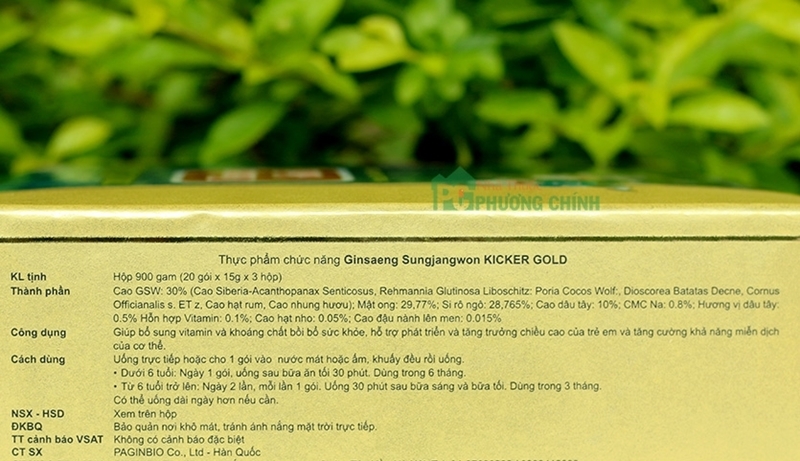 PHƯƠNG CHÍNH
Thực phẩm chức năng Ginsaeng Sungjangwon KICKER GOLD
KL tịnh Hộp 900 gam (20 gói x 15g x 3 hộp)
Thành phần Cao GSW: 30% (Cao Siberia-Acanthopanax Senticosus, Rehmannia Glutinosa Liboschitz: Poria Cocos Wolf:, Dioscorea Batatas Decne, Cornus
Officianalis s. ET z, Cao hạt rum, Cao nhung hươu); Mật ong: 29,77%; Si rô ngô: 28,765%; Cao dâu tây: 10%; CMC Na: 0.8%; Hương vị dâu tây:
0.5% Hỗn hợp Vitamin: 0.1%; Cao hạt nho: 0.05%; Cao đậu nành lên men: 0.015%
Công dụng Giúp bổ sung vitamin và khoáng chất bồi bổ sức khỏe, hỗ trợ phát triển và tăng trưởng chiều cao của trẻ em và tăng cường khả năng miễn dịch
của cơ thể.
Cách dùng Uống trực tiếp hoặc cho 1 gói vào nước mát hoặc ấm, khuấy đều rồi uống.
• Dưới 6 tuổi: Ngày 1 gói, uống sau bữa ăn tối 30 phút. Dùng trong 6 tháng.
• Từ 6 tuổi trở lên: Ngày 2 lần, mỗi lần 1 gói. Uống 30 phút sau bữa sáng và bữa tối. Dùng trong 3 tháng.
Có thể uống dài ngày hơn nếu cần.
NSX - HSD Xem trên hộp
ĐKBQ Bảo quản nơi khô mát, tránh ánh nắng mặt trời trực tiếp.
TT cảnh báo VSAT Không có cảnh báo đặc biệt
CT SX PAGINBIO Co., Ltd - Hàn Quốc